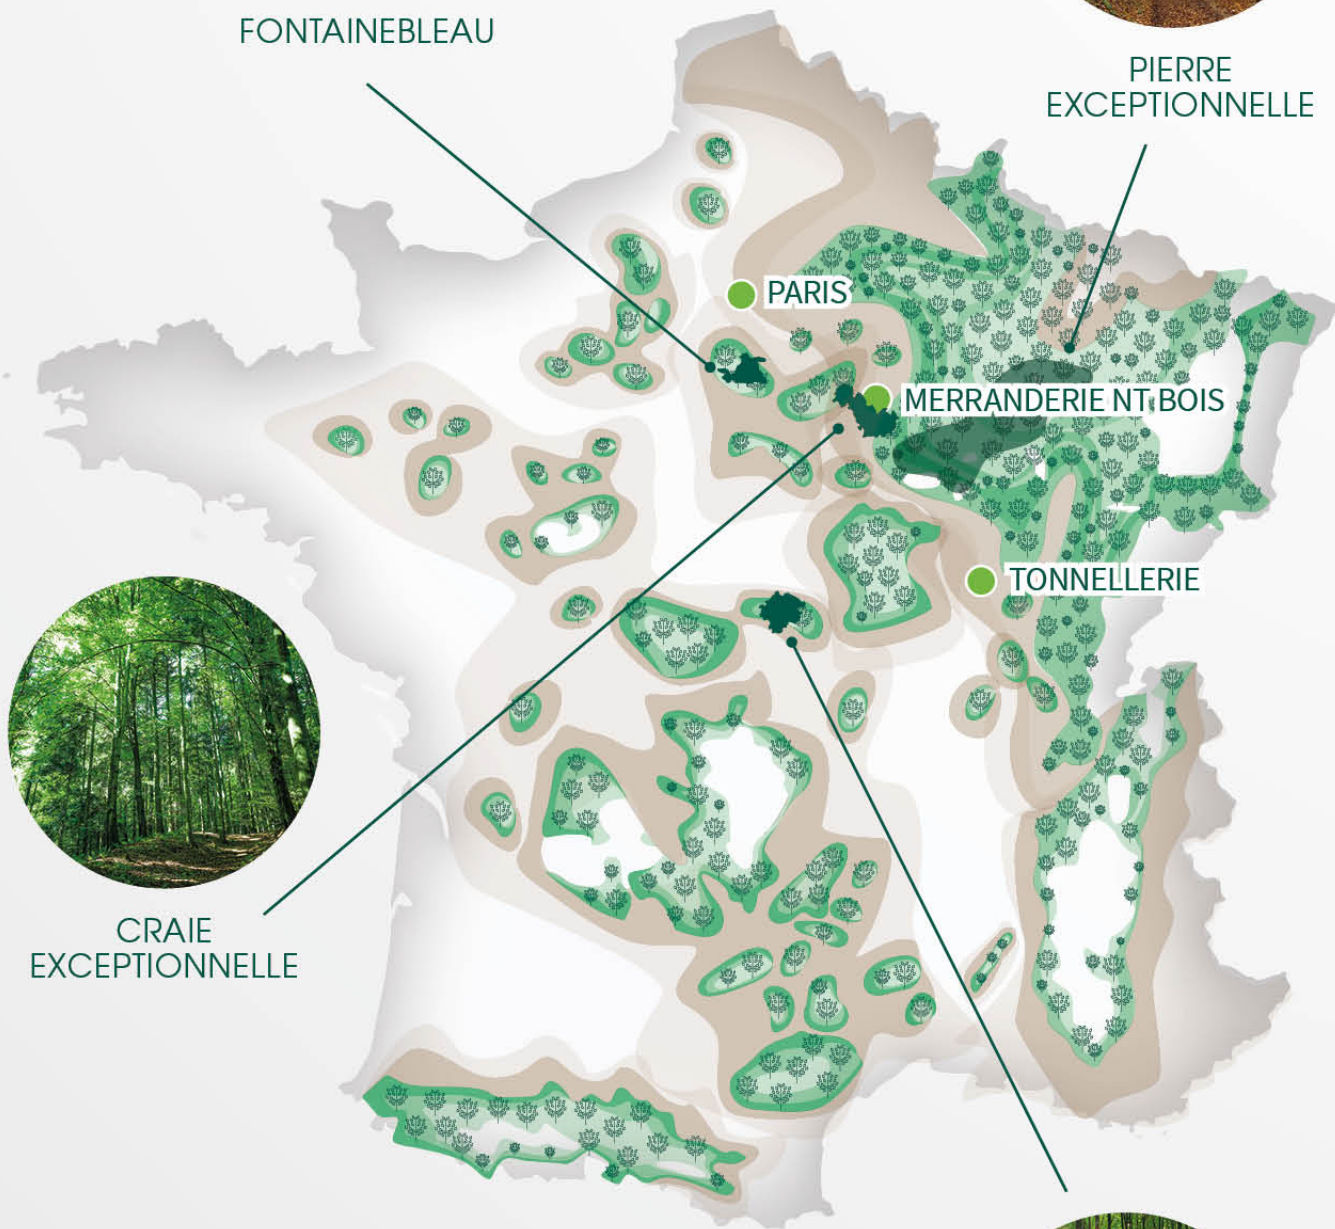 FONTAINEBLEAU
PIERRE
EXCEPTIONNELLE
PARIS
MERRANDERIE NT BOIS
TONNELLERIE
CRAIE
EXCEPTIONNELLE